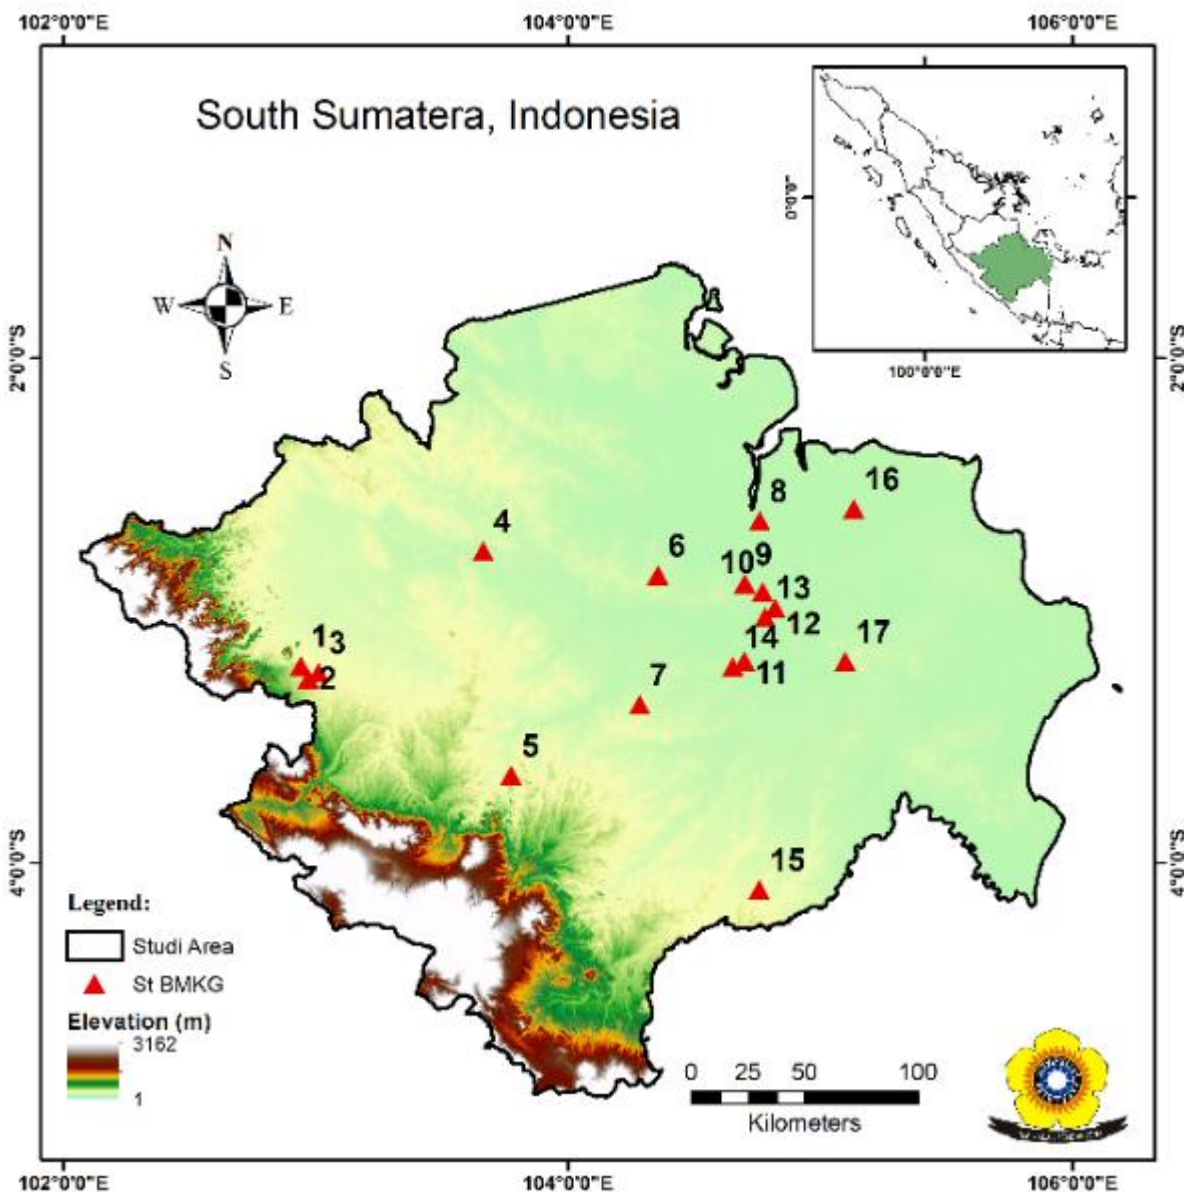 102°0'0"E 104°0'0"E 106°0'0"E
South Sumatera, Indonesia
0°0'0"
100°0'0"E
N
W E
S
2°0'0"S 2°0'0"S
16
8
4
6
10 9
13
12
1 3
2
14
11
17
7
5
15
4°0'0"S 4°0'0"S
Legend:
Studi Area
St BMKG
Elevation (m)
3162
1
0 25 50 100
Kilometers
102°0'0"E 104°0'0"E 106°0'0"E